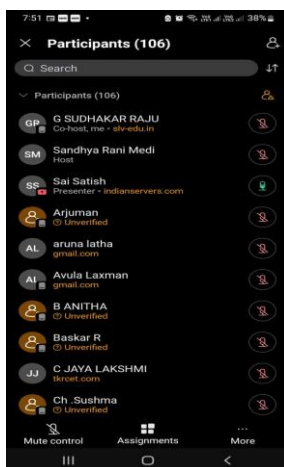 7:51
38%
Participants (106)
Search
Participants (106)
GP
G SUDHAKAR RAJU
Co-host, me • slv-edu.in
SM
Sandhya Rani Medi
Host
SS
Sai Satish
Presenter • indianservers.com
Arjuman
Unverified
AL
aruna latha
gmail.com
AL
Avula Laxman
gmail.com
B ANITHA
Unverified
Baskar R
Unverified
JJ
C JAYA LAKSHMI
tkrcet.com
Ch .Sushma
Unverified
Mute control
Assignments
More